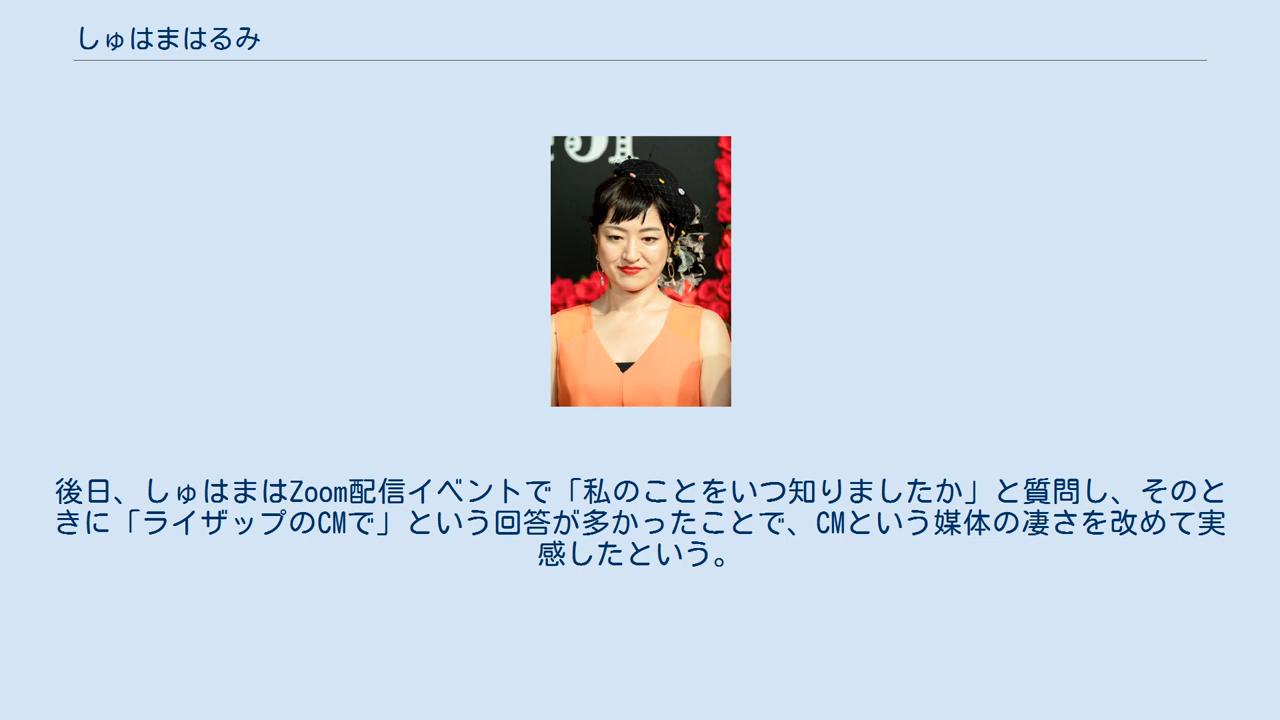 しゅはまはるみ
後日、しゅはまはZoom配信イベントで「私のことをいつ知りましたか」と質問し、そのと
きに「ライザップのCMで」という回答が多かったことで、CMという媒体の凄さを改めて実
感したという。